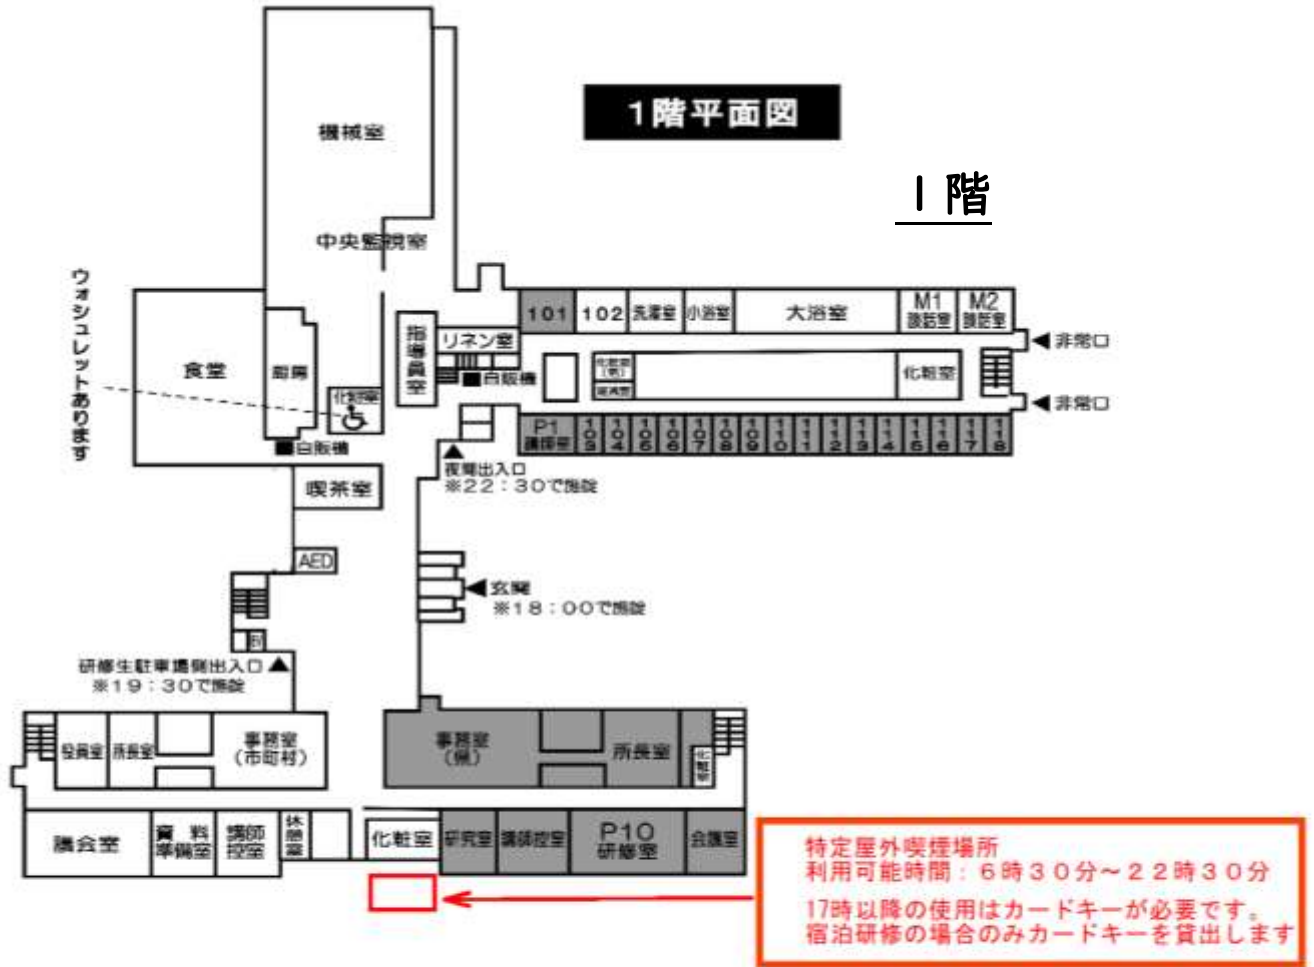 1階平面図
1階
機械室
中央監視室
ウォシュレットあります
食堂
厨房
化粧室
指導員室
リネン室
■自販機
■自販機
101
102
洗濯室
小浴室
大浴室
M1
談話室
M2
談話室
◀非常口
化粧室
◀非常口
P1
103
104
105
106
107
108
109
110
111
112
113
114
115
116
117
118
夜間出入口
※22：30で施錠
喫茶室
AED
◀玄関
※18：00で施錠
研修生駐車場側出入口▲
※19：30で施錠
役員室
所長室
事務室
（市町村）
事務室
（県）
所長室
化粧室
議会室
資料
準備室
講師
控室
休憩室
化粧室
研究室
講師控室
P10
研修室
会議室
特定屋外喫煙場所
利用可能時間：６時３０分～２２時３０分
17時以降の使用はカードキーが必要です。
宿泊研修の場合のみカードキーを貸出します